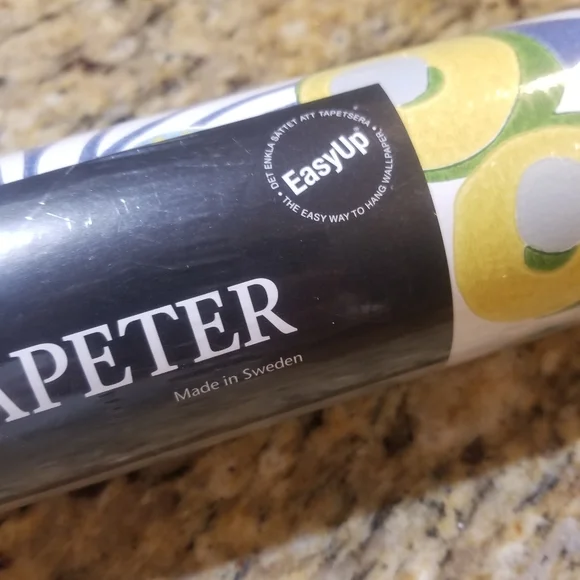 • DET ENKLA SÄTTET ATT TAPETSERA •
EasyUp®
THE EASY WAY TO HANG WALLPAPER
APETER
Made in Sweden